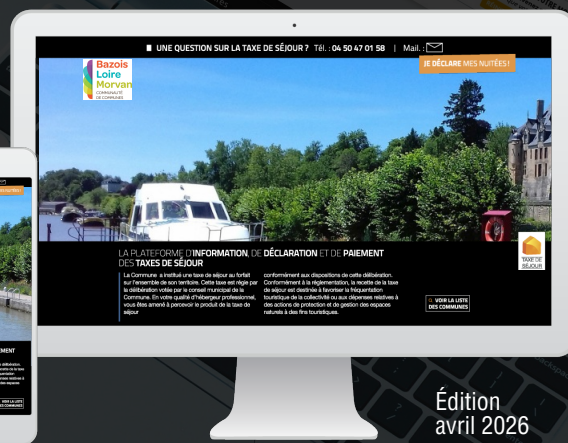 UNE QUESTION SUR LA TAXE DE SÉJOUR ? Tél. : 04 50 47 01 58 | Mail. :
JE DÉCLARE MES NUITÉES !
Bazois
Loire
Morvan
COMMUNAUTÉ
DE COMMUNES
LA PLATEFORME D'INFORMATION, DE DÉCLARATION ET DE PAIEMENT
DES TAXES DE SÉJOUR
La Commune a institué une taxe de séjour au forfait
sur l'ensemble de son territoire. Cette taxe est régie par
la délibération votée par le conseil municipal de la
Commune. En votre qualité d'hébergeur professionnel,
vous êtes amené à percevoir le produit de la taxe de
séjour
conformément aux dispositions de cette délibération.
Conformément à la réglementation, la recette de la taxe
de séjour est destinée à favoriser la fréquentation
touristique de la collectivité ou aux dépenses relatives à
des actions de protection et de gestion des espaces
naturels à des fins touristiques.
TAXE DE
SÉJOUR
VOIR LA LISTE
DES COMMUNES
VOIR LA LISTE
DES COMMUNES
Édition
avril 2026